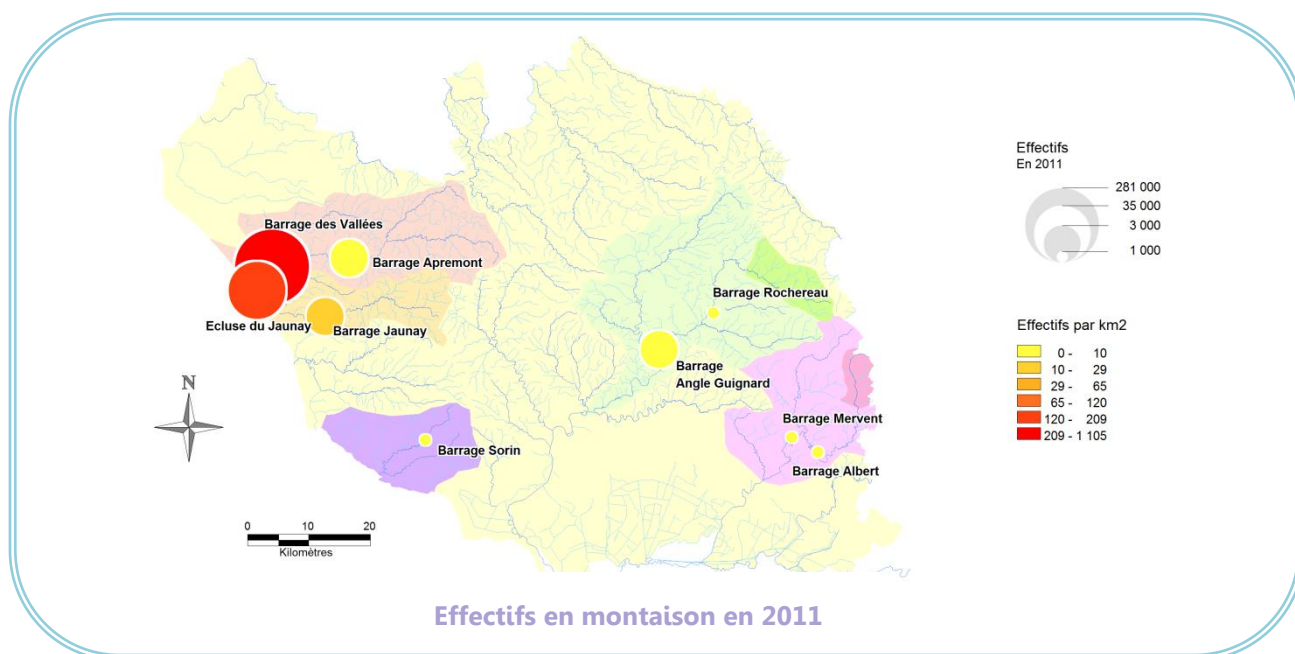 Barrage des Vallées
Barrage Apremont
Ecluse du Jaunay
Barrage Jaunay
Barrage Rochereau
Barrage
Angle Guignard
Barrage Mervent
Barrage Albert
Barrage Sorin
N
0 10 20
Kilomètres
Effectifs
En 2011
281 000
35 000
3 000
1 000
Effectifs par km2
0 - 10
10 - 29
29 - 65
65 - 120
120 - 209
209 - 1 105
Effectifs en montaison en 2011